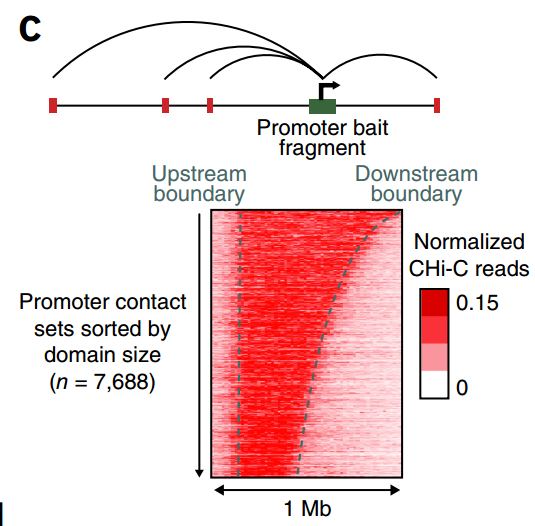 C
Promoter bait
fragment
Upstream
boundary
Downstream
boundary
Normalized
CHi-C reads
0.15
0
Promoter contact
sets sorted by
domain size
(n = 7,688)
1 Mb